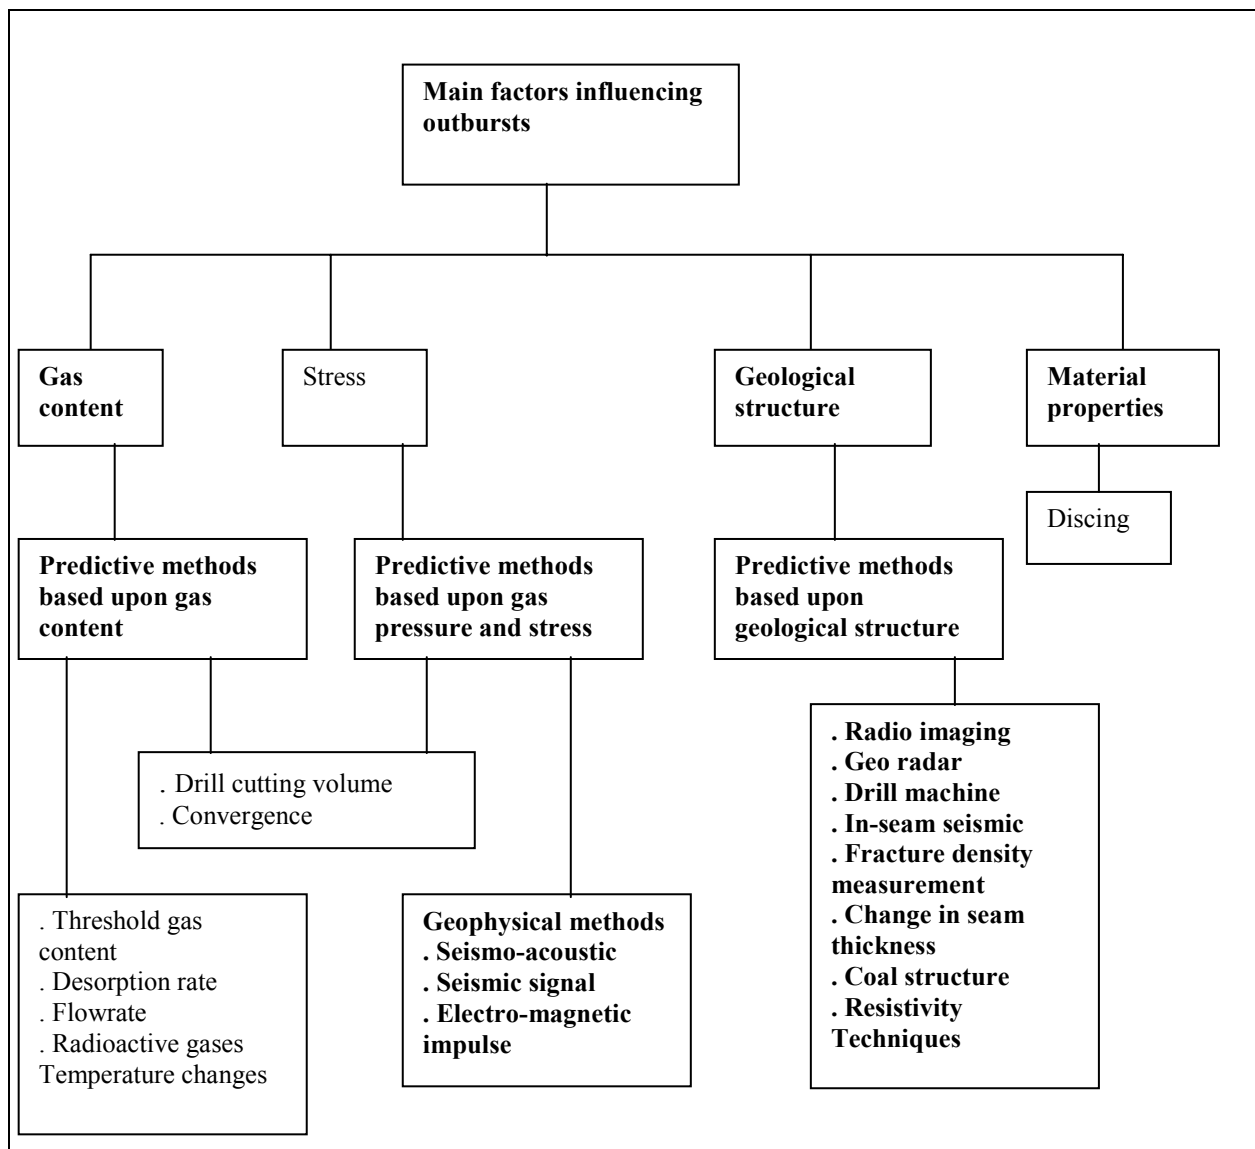 Main factors influencing
outbursts
Gas
content
Stress
Geological
structure
Material
properties
Discing
Predictive methods
based upon gas
content
Predictive methods
based upon gas
pressure and stress
Predictive methods
based upon
geological structure
. Drill cutting volume
. Convergence
. Threshold gas
content
. Desorption rate
. Flowrate
. Radioactive gases
Temperature changes
Geophysical methods
. Seismo-acoustic
. Seismic signal
. Electro-magnetic
impulse
. Radio imaging
. Geo radar
. Drill machine
. In-seam seismic
. Fracture density
measurement
. Change in seam
thickness
. Coal structure
. Resistivity
Techniques